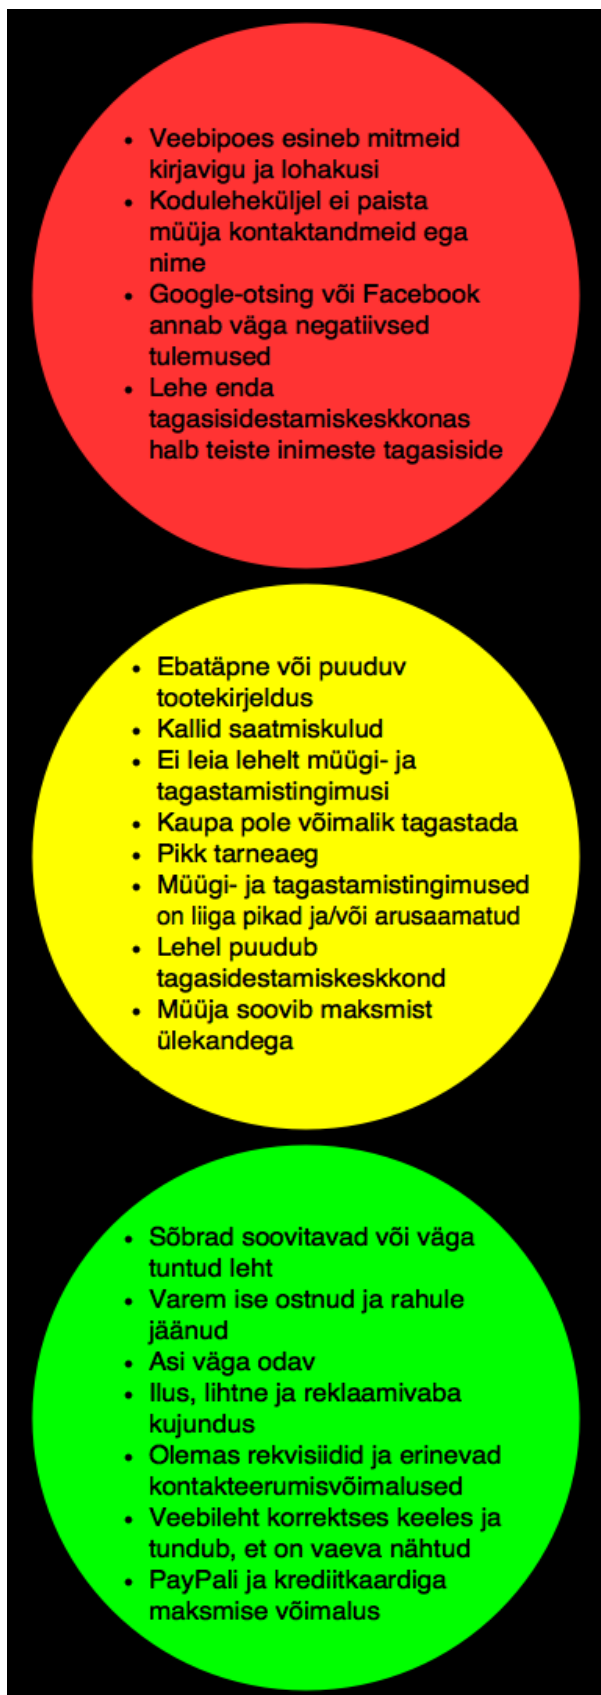 • Veebipoes esineb mitmeid
kirjavigu ja lohakusi
• Koduleheküljel ei paista
müüja kontaktandmeid ega
nime
• Google-otsing või Facebook
annab väga negatiivsed
tulemused
• Lehe enda
tagasisidestamiskeskkonas
halb teiste inimeste tagasiside
• Ebatäpne või puuduv
tootekirjeldus
• Kallid saatmiskulud
• Ei leia lehelt müügi- ja
tagastamistingimusi
• Kaupa pole võimalik tagastada
• Pikk tarneaeg
• Müügi- ja tagastamistingimused
on liiga pikad ja/või arusaamatud
• Lehel puudub
tagasidestamiskeskkond
• Müüja soovib maksmist
ülekandega
• Sõbrad soovitavad või väga
tuntud leht
• Varem ise ostnud ja rahule
jäänud
• Asi väga odav
• Ilus, lihtne ja reklaamivaba
kujundus
• Olemas rekvisiidid ja erinevad
kontakteerumisvõimalused
• Veebileht korrektses keeles ja
tundub, et on vaeva nähtud
• PayPali ja krediitkaardiga
maksmise võimalus